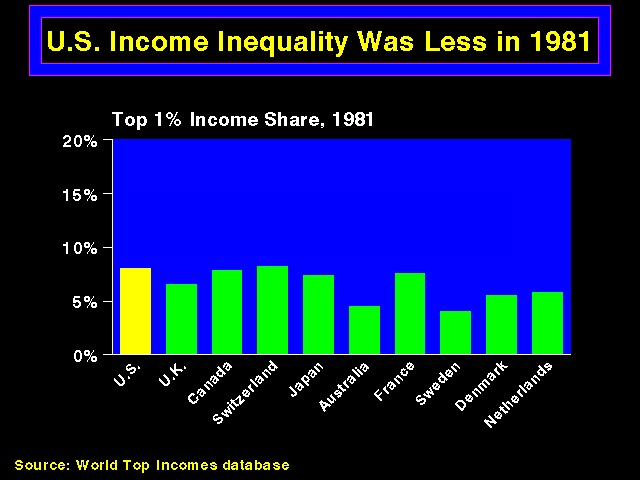 U.S. Income Inequality Was Less in 1981
Top 1% Income Share, 1981
20%
15%
10%
5%
0%
U.S.
U.K.
Canada
Switzerland
Japan
Australia
France
Sweden
Denmark
Netherlands
Source: World Top Incomes database